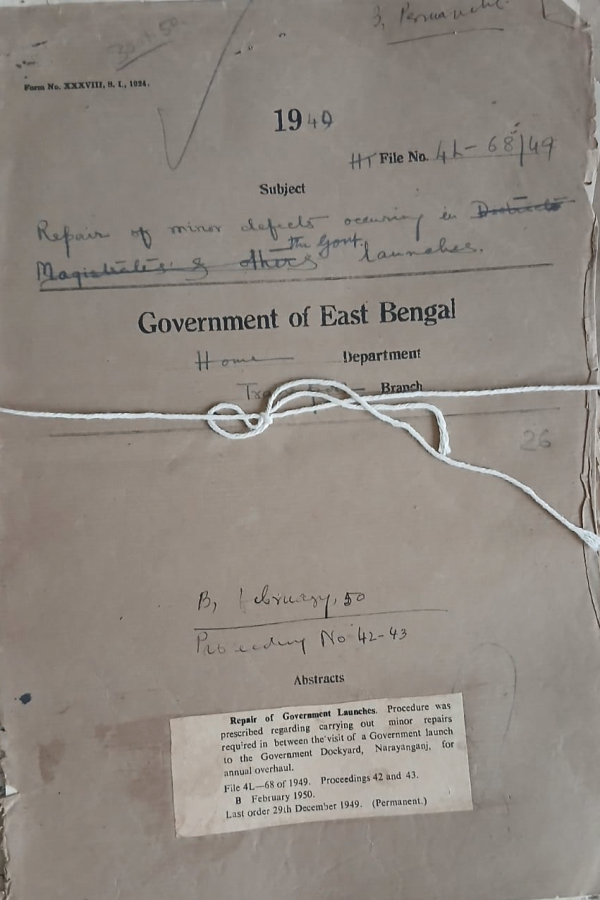 3, Permanent
30 + 50
Form No. XXXVIII, S. I., 1924.
1949
HT File No. 4L-68/49
Subject
Repair of minor defects occuring in Districts
the Govt.
Magistrate's & others launches.
Government of East Bengal
Home Department
Branch
26
B, February, 50
Proceeding No 42-43
Abstracts
Repair of Government Launches. Procedure was
prescribed regarding carrying out minor repairs
required in between the visit of a Government launch
to the Government Dockyard, Narayanganj, for
annual overhaul.
File 4L—68 of 1949. Proceedings 42 and 43.
B February 1950.
Last order 29th December 1949. (Permanent.)